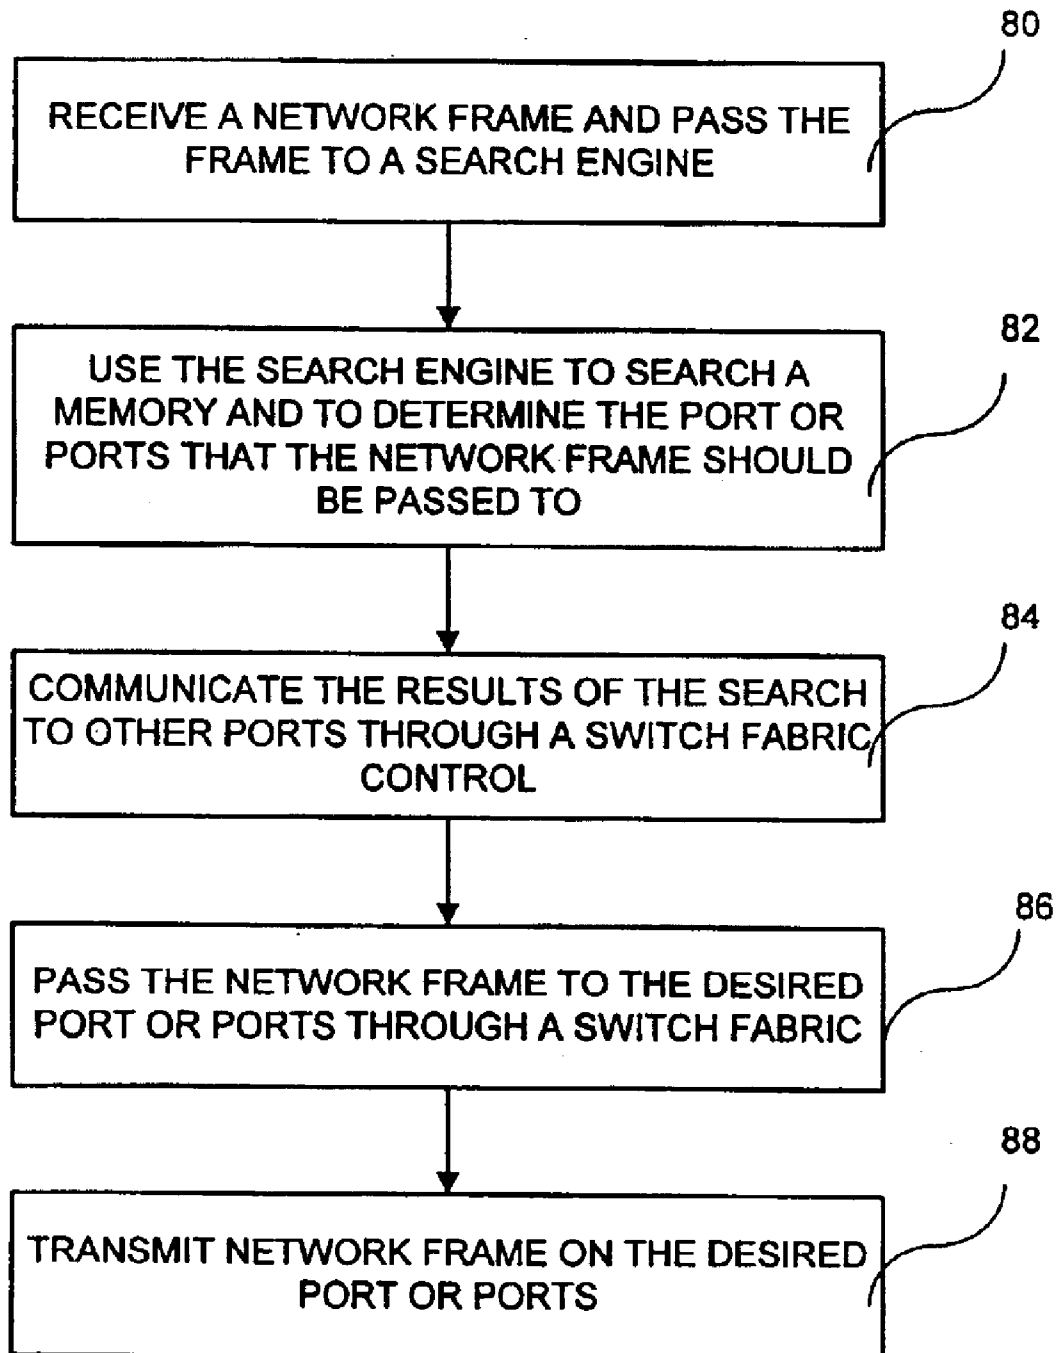 80
RECEIVE A NETWORK FRAME AND PASS THE
FRAME TO A SEARCH ENGINE
82
USE THE SEARCH ENGINE TO SEARCH A
MEMORY AND TO DETERMINE THE PORT OR
PORTS THAT THE NETWORK FRAME SHOULD
BE PASSED TO
84
COMMUNICATE THE RESULTS OF THE SEARCH
TO OTHER PORTS THROUGH A SWITCH FABRIC
CONTROL
86
PASS THE NETWORK FRAME TO THE DESIRED
PORT OR PORTS THROUGH A SWITCH FABRIC
88
TRANSMIT NETWORK FRAME ON THE DESIRED
PORT OR PORTS